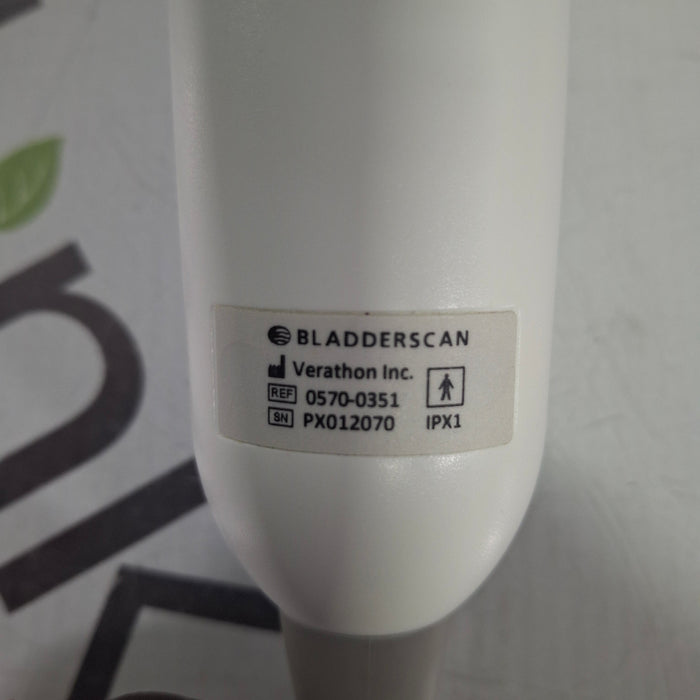 BLADDERSCAN
Verathon Inc.
REF 0570-0351
SN PX012070 IPX1